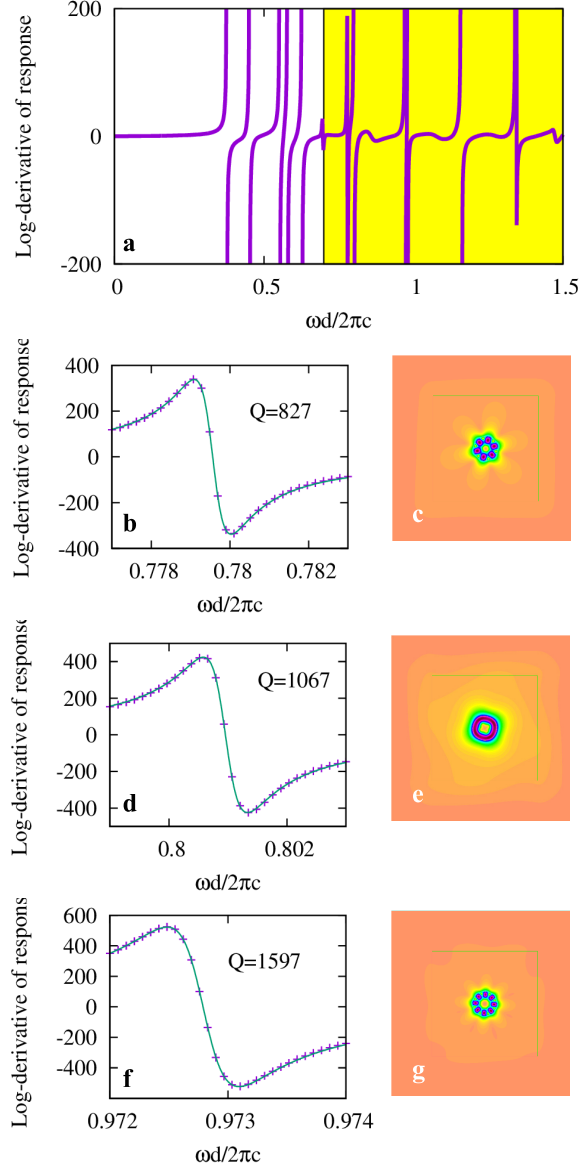 Log-derivative of response
200
0
-200
a
0
0.5
1
1.5
ωd/2πc
Log-derivative of response
400
200
0
-200
-400
Q=827
b
c
0.778
0.78
0.782
ωd/2πc
Log-derivative of response
400
200
0
-200
-400
Q=1067
d
e
0.8
0.802
ωd/2πc
Log-derivative of respons
600
400
200
0
-200
-400
Q=1597
f
g
0.972
0.973
0.974
ωd/2πc